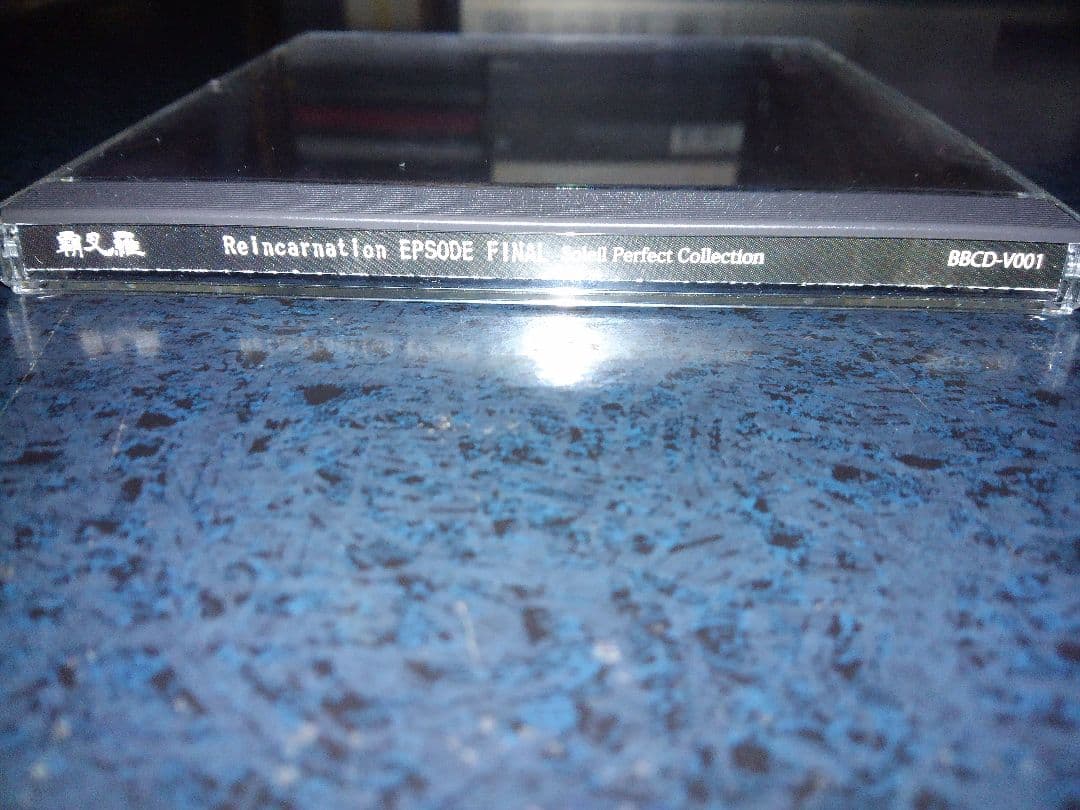 覇叉羅 Reincarnation EPSODE FINAL Soleil Perfect Collection BBCD-V001